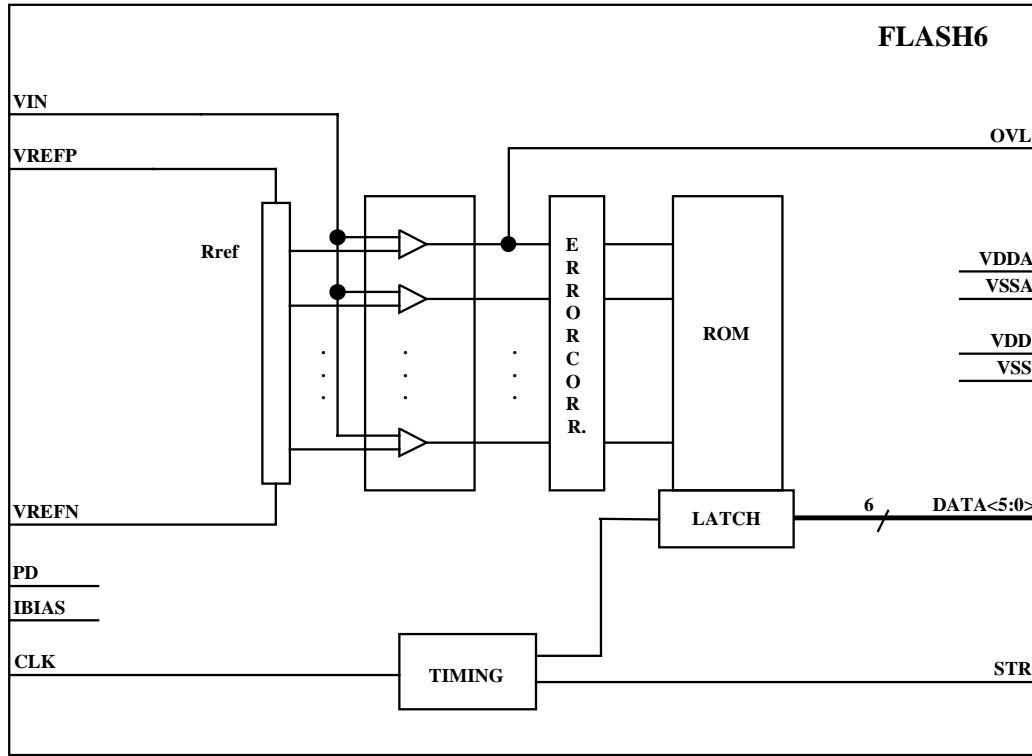 FLASH6
VIN
OVL
VREFP
Rref
VDDA
VSSA
VDD
VSS
E
R
R
O
R
C
O
R
R.
ROM
VREFN
LATCH
6
DATA<5:0>
PD
IBIAS
CLK
TIMING
STR